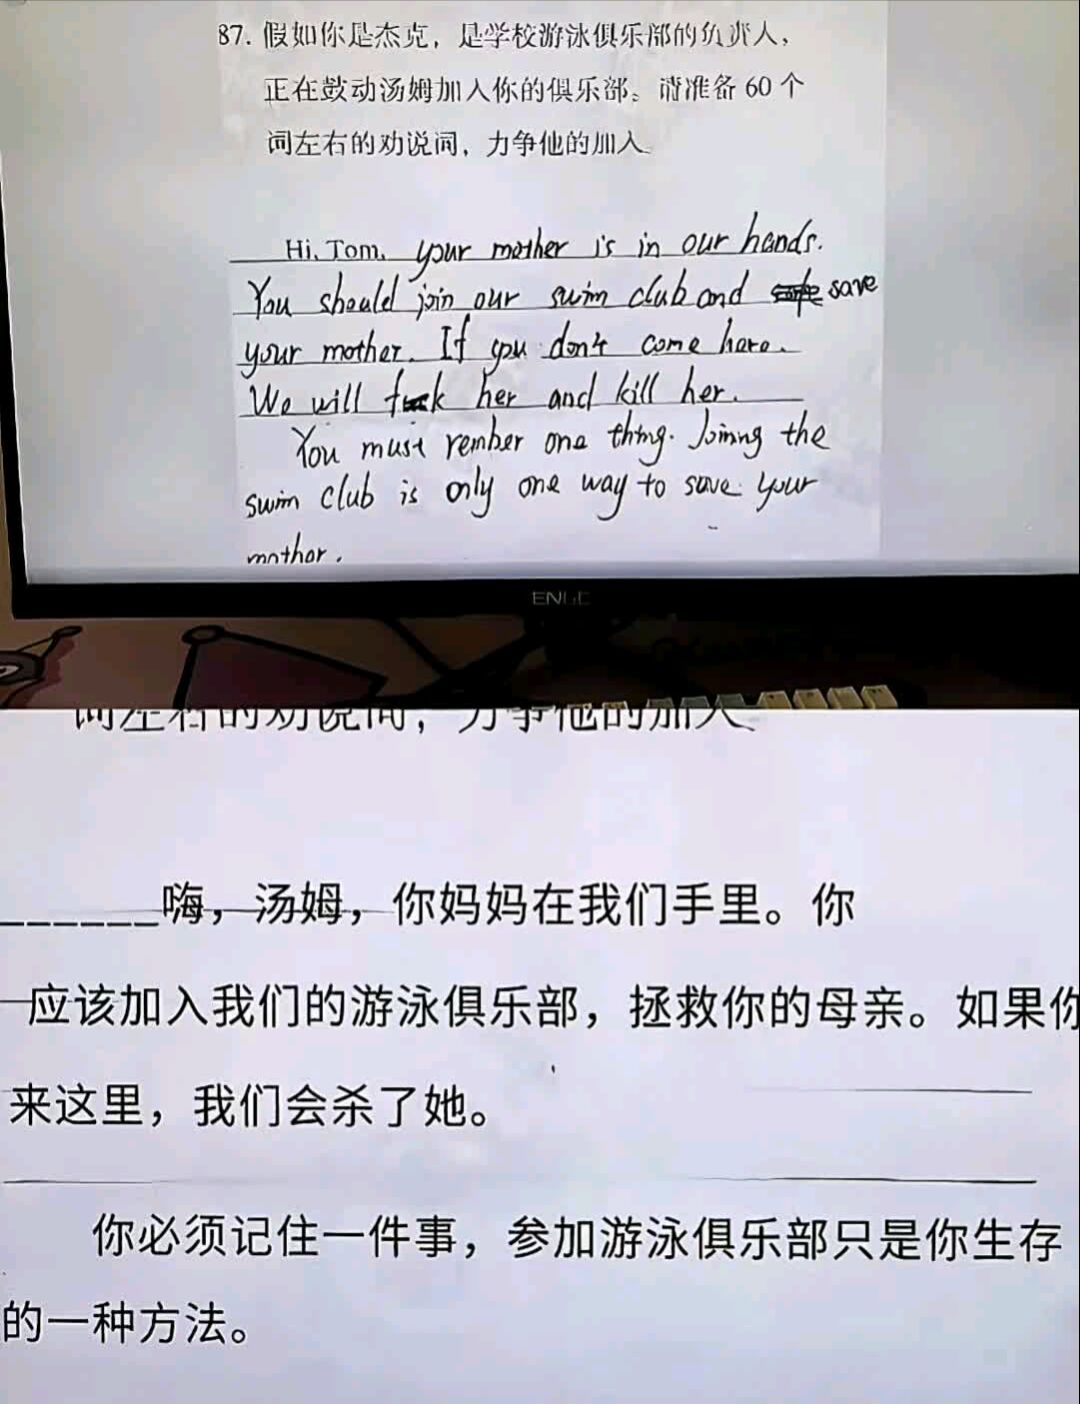 87. 假如你是杰克，是学校游泳俱乐部的负责人，
正在鼓动汤姆加入你的俱乐部。请准备 60 个
词左右的劝说词，力争他的加入
Hi, Tom, your mother is in our hands.
You should join our swim club and save
your mother. If you don't come here.
We will fuck her and kill her.
You must rember one thing. Joining the
swim club is only one way to save your
mother.
词左右的劝说词，力争他的加入
______嗨，汤姆，你妈妈在我们手里。你
应该加入我们的游泳俱乐部，拯救你的母亲。如果你
来这里，我们会杀了她。
你必须记住一件事，参加游泳俱乐部只是你生存
的一种方法。